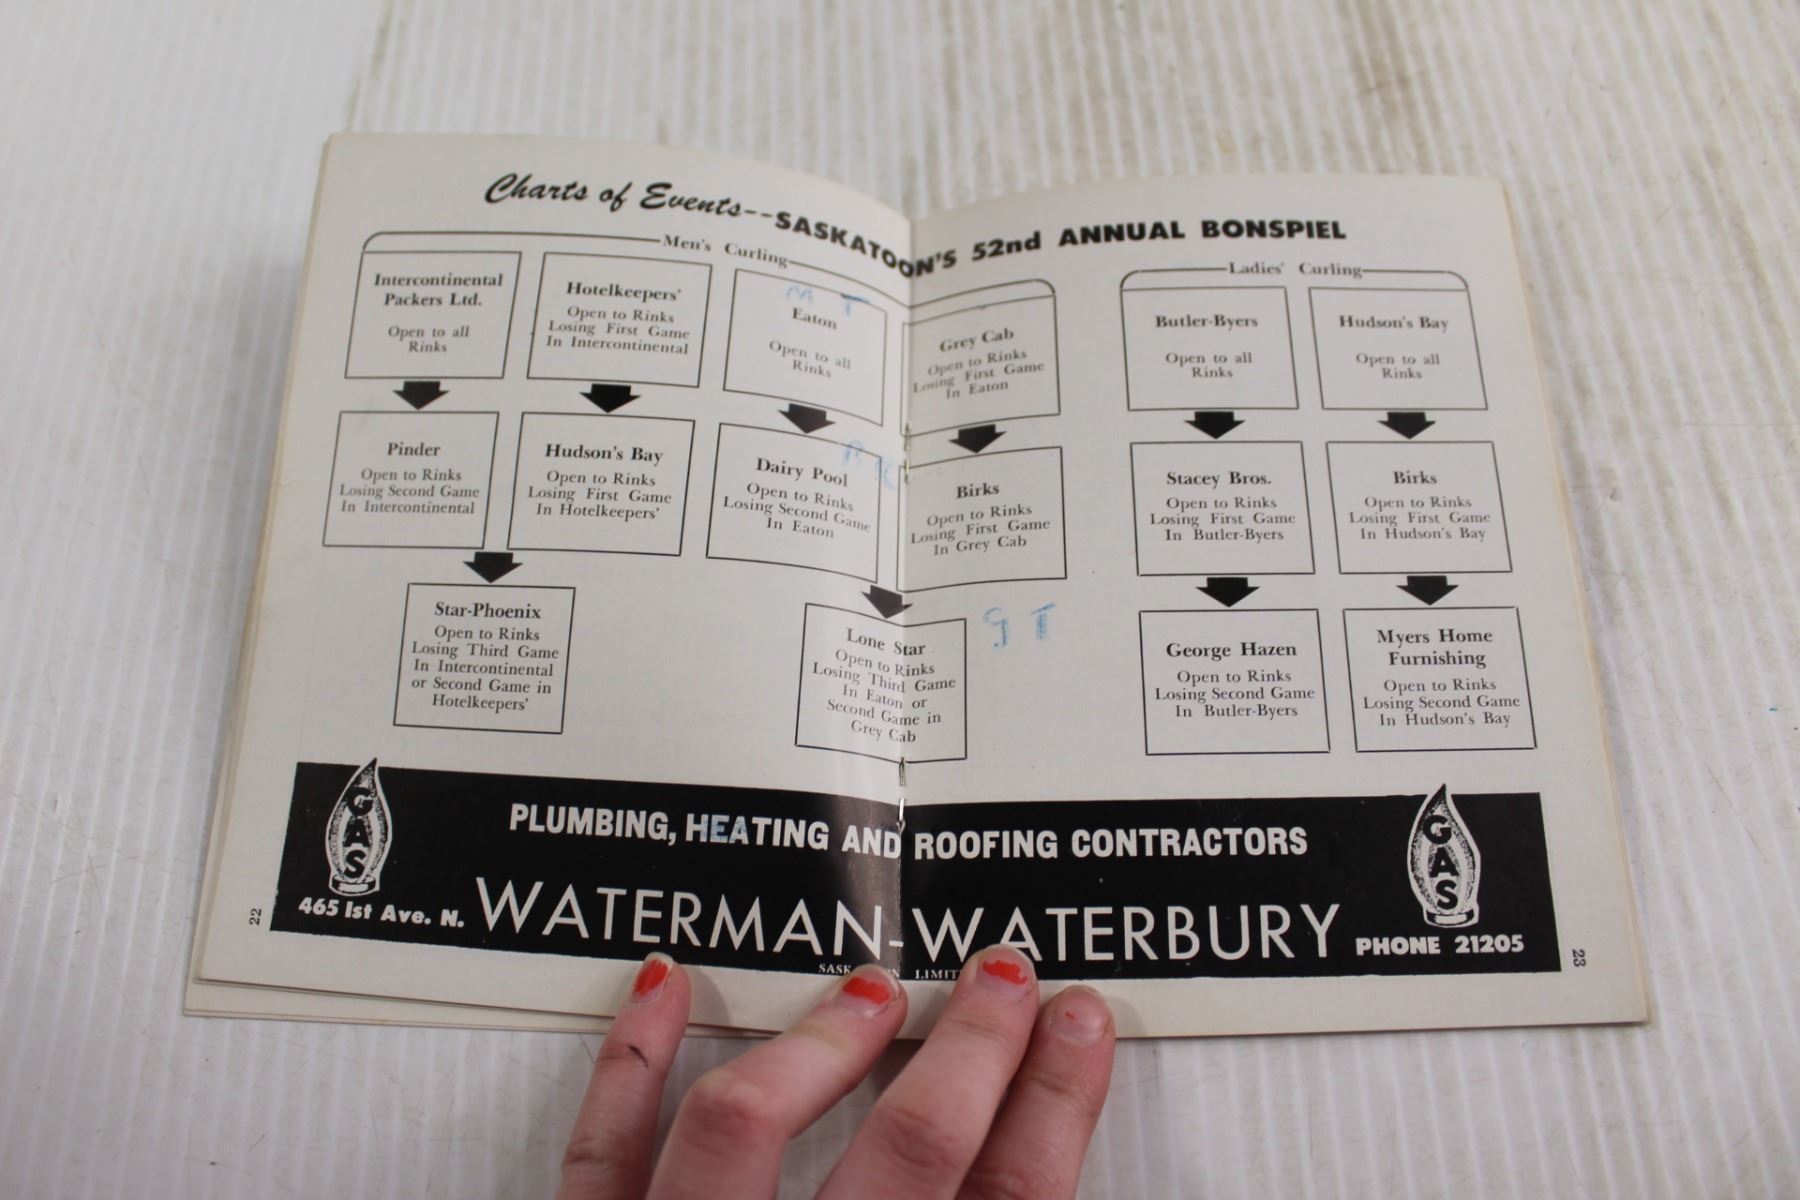 Charts of Events--SASKATOON'S 52nd ANNUAL BONSPIEL
Men's Curling
Intercontinental
Packers Ltd.
Open to all
Rinks
Hotelkeepers'
Open to Rinks
Losing First Game
In Intercontinental
M T
Eaton
Open to all
Rinks
Grey Cab
Open to Rinks
Losing First Game
In Eaton
Pinder
Open to Rinks
Losing Second Game
In Intercontinental
Hudson's Bay
Open to Rinks
Losing First Game
In Hotelkeepers'
Dairy Pool
Open to Rinks
Losing Second Game
In Eaton
Birks
Open to Rinks
Losing First Game
In Grey Cab
Star-Phoenix
Open to Rinks
Losing Third Game
In Intercontinental
or Second Game in
Hotelkeepers'
Lone Star
Open to Rinks
Losing Third Game
In Eaton or
Second Game in
Grey Cab
G T
Ladies' Curling
Butler-Byers
Open to all
Rinks
Hudson's Bay
Open to all
Rinks
Stacey Bros.
Open to Rinks
Losing First Game
In Butler-Byers
Birks
Open to Rinks
Losing First Game
In Hudson's Bay
George Hazen
Open to Rinks
Losing Second Game
In Butler-Byers
Myers Home
Furnishing
Open to Rinks
Losing Second Game
In Hudson's Bay
GAS
PLUMBING, HEATING AND ROOFING CONTRACTORS
GAS
465 1st Ave. N.
WATERMAN-WATERBURY
PHONE 21205
22
23